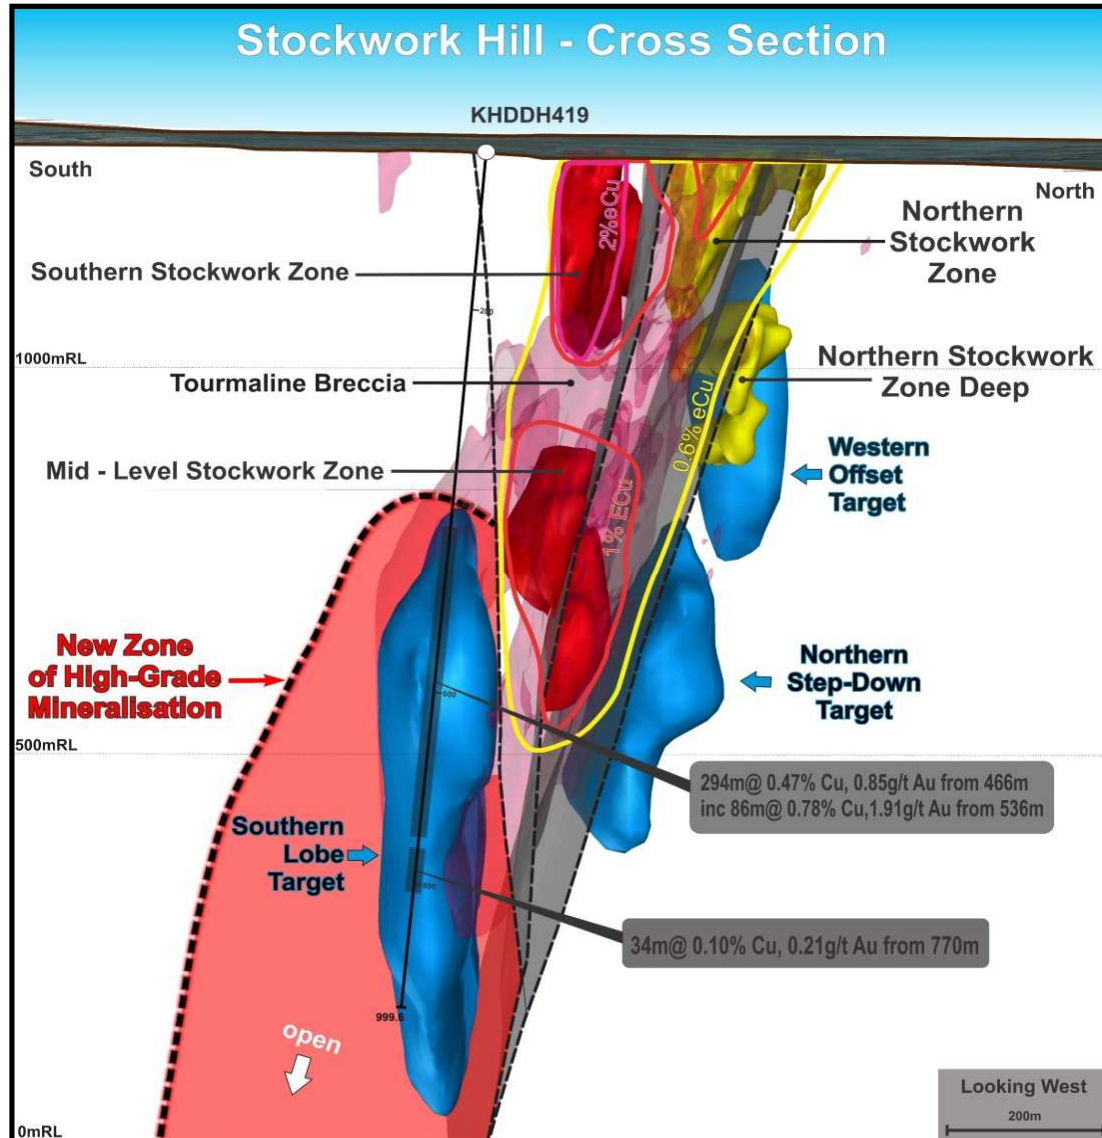 Stockwork Hill - Cross Section
KHDDH419
South
North
2%eCu
Northern
Stockwork
Zone
Southern Stockwork Zone
200
1000mRL
Tourmaline Breccia
Northern Stockwork
Zone Deep
0.6% eCu
Mid - Level Stockwork Zone
Western
Offset
Target
1% ECu
New Zone
of High-Grade
Mineralisation
Northern
Step-Down
Target
600
500mRL
294m@ 0.47% Cu, 0.85g/t Au from 466m
inc 86m@ 0.78% Cu,1.91g/t Au from 536m
Southern
Lobe
Target
800
34m@ 0.10% Cu, 0.21g/t Au from 770m
999.6
open
Looking West
200m
0mRL